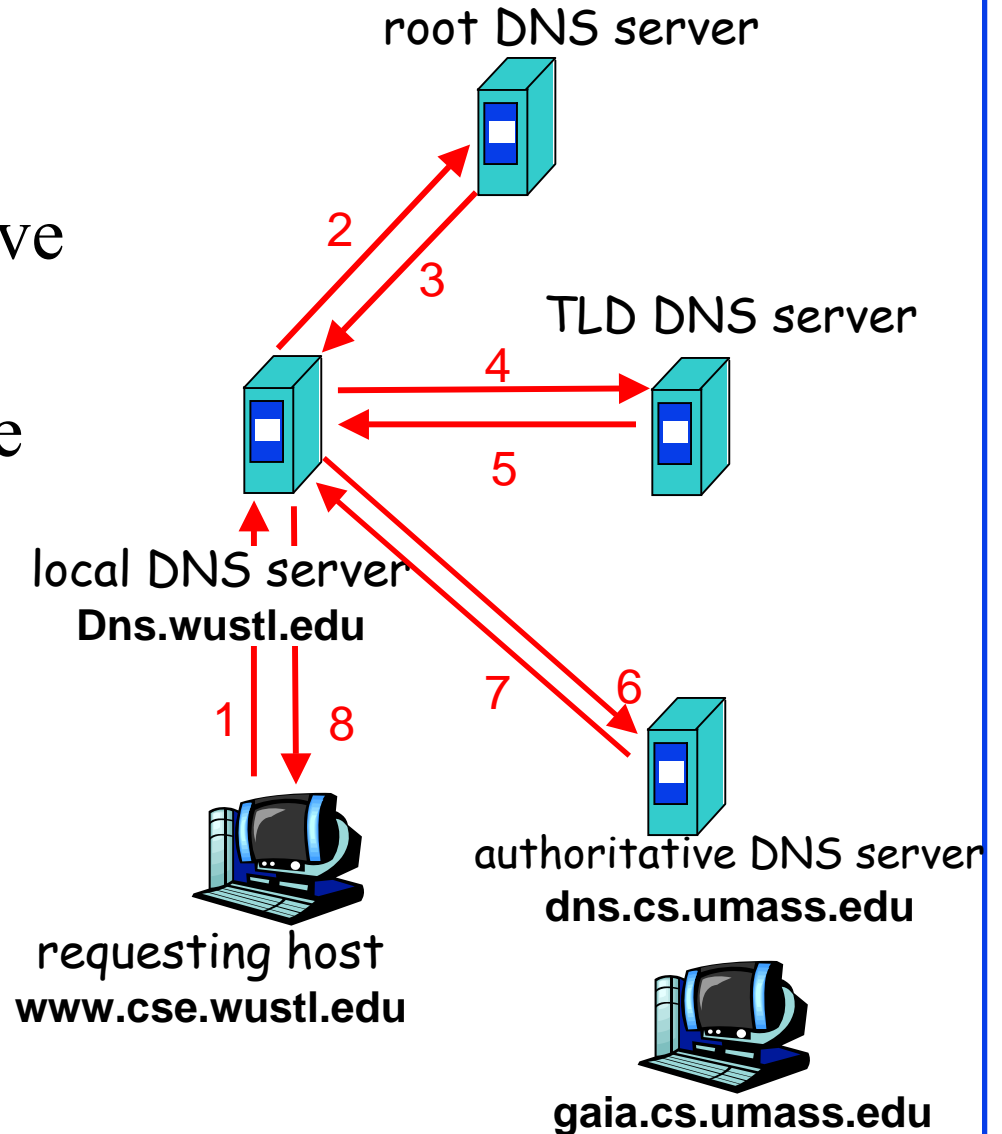 root DNS server
2
ve
3
TLD DNS server
4
e
5
local DNS server
Dns.wustl.edu
7
6
1
8
authoritative DNS server
dns.cs.umass.edu
requesting host
www.cse.wustl.edu
gaia.cs.umass.edu